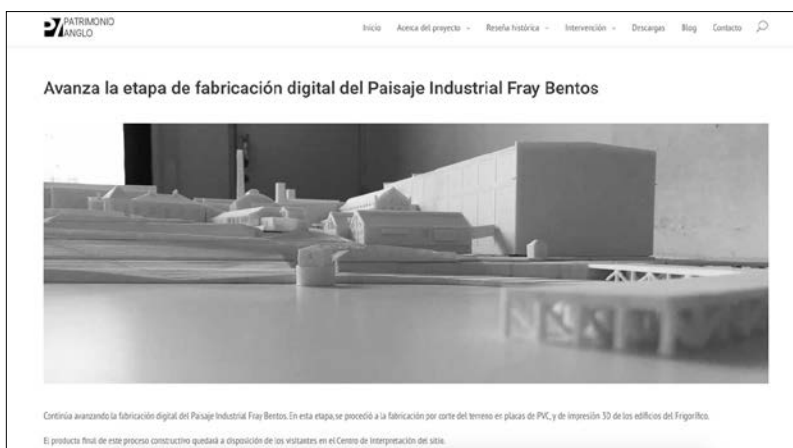 PATRIMONIO
ANGLO
Inicio Acerca del proyecto Reseña histórica Intervención Descargas Blog Contacto
Avanza la etapa de fabricación digital del Paisaje Industrial Fray Bentos
Continúa avanzando la fabricación digital del Paisaje Industrial Fray Bentos. En esta etapa, se procedió a la fabricación por corte del terreno en placas de PVC, y de impresión 3D de los edificios del Frigorífico.
El producto final de este proceso constructivo quedará a disposición de los visitantes en el Centro de Interpretación del sitio.